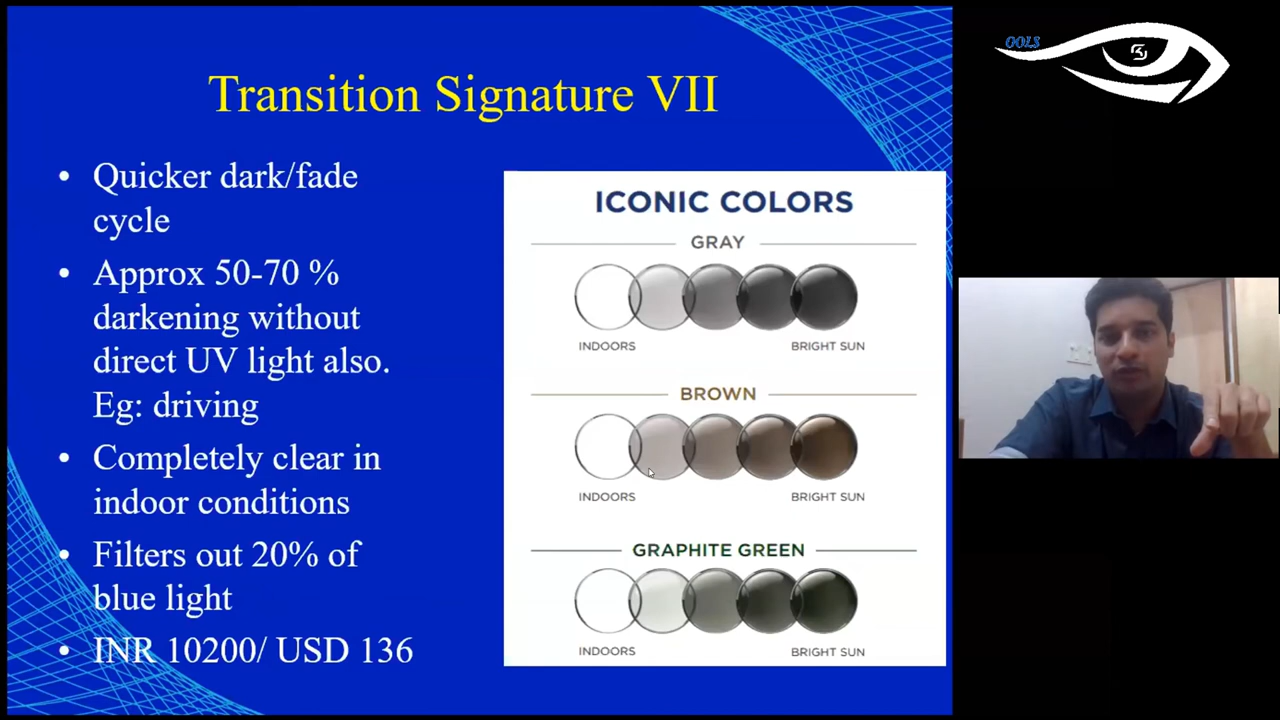 Transition Signature VII
• Quicker dark/fade
cycle
• Approx 50-70 %
darkening without
direct UV light also.
Eg: driving
• Completely clear in
indoor conditions
• Filters out 20% of
blue light
• INR 10200/ USD 136
ICONIC COLORS
GRAY
INDOORS BRIGHT SUN
BROWN
INDOORS BRIGHT SUN
GRAPHITE GREEN
INDOORS BRIGHT SUN
OOLS